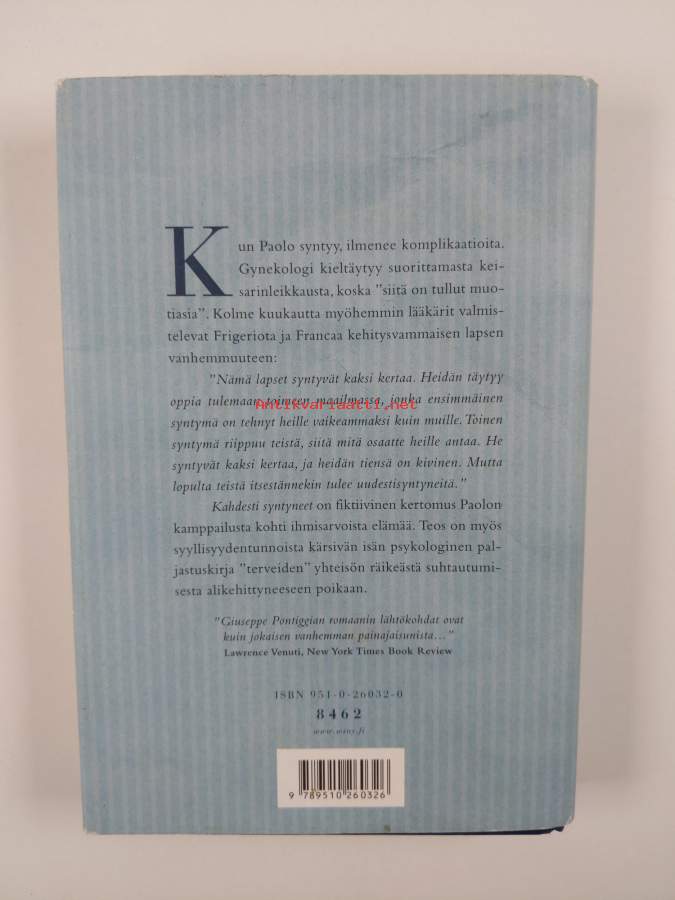 Kun Paolo syntyy, ilmenee komplikaatioita.
Gynekologi kieltäytyy suorittamasta kei-
sarinleikkausta, koska ”siitä on tullut muo-
tiasia”. Kolme kuukautta myöhemmin lääkärit valmis-
televat Frigeriota ja Francaa kehitysvammaisen lapsen
vanhemmuuteen:
”Nämä lapset syntyvät kaksi kertaa. Heidän täytyy
oppia tulemaan toimeen maailmassa, jonka ensimmäinen
Antikvariaatti.net
syntymä on tehnyt heille vaikeammaksi kuin muille. Toinen
syntymä riippuu teistä, siitä mitä osaatte heille antaa. He
syntyvät kaksi kertaa, ja heidän tiensä on kivinen. Mutta
lopulta teistä itsestännekin tulee uudestisyntyneitä.”
Kahdesti syntyneet on fiktiivinen kertomus Paolon
kamppailusta kohti ihmisarvoista elämää. Teos on myös
syyllisyydentunnoista kärsivän isän psykologinen pal-
jastuskirja ”terveiden” yhteisön räikeästä suhtautumi-
sesta alikehittyneeseen poikaan.
”Giuseppe Pontiggian romaanin lähtökohdat ovat
kuin jokaisen vanhemman painajaisunista...”
Lawrence Venuti, New York Times Book Review
ISBN 951-0-26032-0
8462
www.wsoy.fi
9 789510 260326